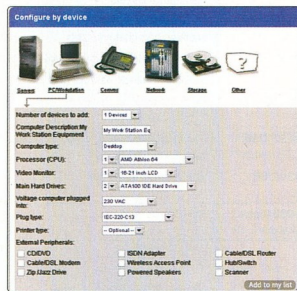 Configure by device
Servers PC/Workstation Comms Network Storage Other
Number of devices to add: 1 Devices
Computer Description My Work Station Equipment My Work Station Eq
Computer type: Desktop
Processor (CPU): 1 AMD Athlon 64
Video Monitor: 1 16-21 inch LCD
Main Hard Drives: 2 ATA100 IDE Hard Drive
Voltage computer plugged into: 230 VAC
Plug type: IEC-320-C13
Printer type: -- Optional --
External Peripherals:
CD/DVD ISDN Adapter Cable/DSL Router
Cable/DSL Modem Wireless Access Point Hub/Switch
Zip/Jazz Drive Powered Speakers Scanner
Add to my list